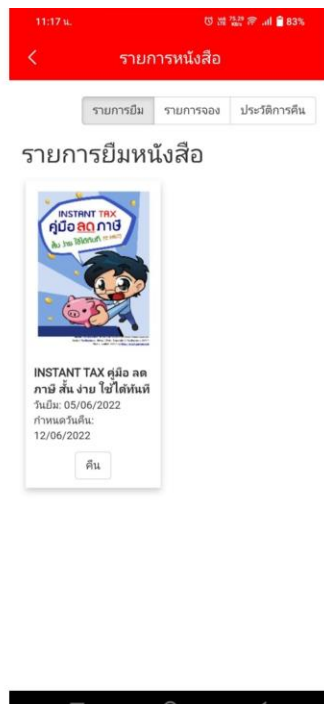 11:17 น.
83%
รายการหนังสือ
รายการยืม รายการจอง ประวัติการคืน
รายการยืมหนังสือ
INSTANT TAX
คู่มือลดภาษี
สั้น ง่าย ใช้ได้ทันที
INSTANT TAX คู่มือ ลด
ภาษี สั้น ง่าย ใช้ได้ทันที
วันยืม: 05/06/2022
กำหนดวันคืน:
12/06/2022
คืน